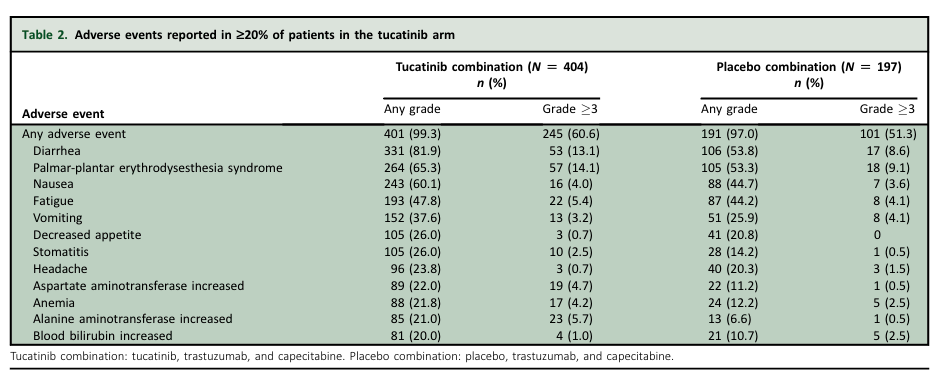 Table 2. Adverse events reported in ≥20% of patients in the tucatinib arm
Tucatinib combination (N = 404) Placebo combination (N = 197)
n (%) n (%)
Adverse event Any grade Grade ≥3 Any grade Grade ≥3
Any adverse event 401 (99.3) 245 (60.6) 191 (97.0) 101 (51.3)
Diarrhea 331 (81.9) 53 (13.1) 106 (53.8) 17 (8.6)
Palmar-plantar erythrodysesthesia syndrome 264 (65.3) 57 (14.1) 105 (53.3) 18 (9.1)
Nausea 243 (60.1) 16 (4.0) 88 (44.7) 7 (3.6)
Fatigue 193 (47.8) 22 (5.4) 87 (44.2) 8 (4.1)
Vomiting 152 (37.6) 13 (3.2) 51 (25.9) 8 (4.1)
Decreased appetite 105 (26.0) 3 (0.7) 41 (20.8) 0
Stomatitis 105 (26.0) 10 (2.5) 28 (14.2) 1 (0.5)
Headache 96 (23.8) 3 (0.7) 40 (20.3) 3 (1.5)
Aspartate aminotransferase increased 89 (22.0) 19 (4.7) 22 (11.2) 1 (0.5)
Anemia 88 (21.8) 17 (4.2) 24 (12.2) 5 (2.5)
Alanine aminotransferase increased 85 (21.0) 23 (5.7) 13 (6.6) 1 (0.5)
Blood bilirubin increased 81 (20.0) 4 (1.0) 21 (10.7) 5 (2.5)
Tucatinib combination: tucatinib, trastuzumab, and capecitabine. Placebo combination: placebo, trastuzumab, and capecitabine.